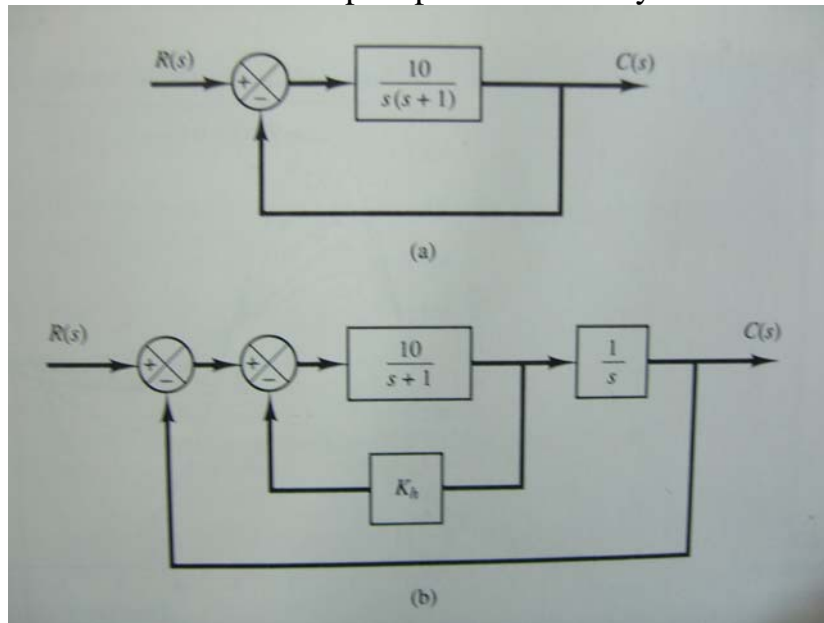 R(s)
+
−
10
s(s + 1)
C(s)
(a)
R(s)
+
−
+
−
10
s + 1
1
s
C(s)
K_h
(b)